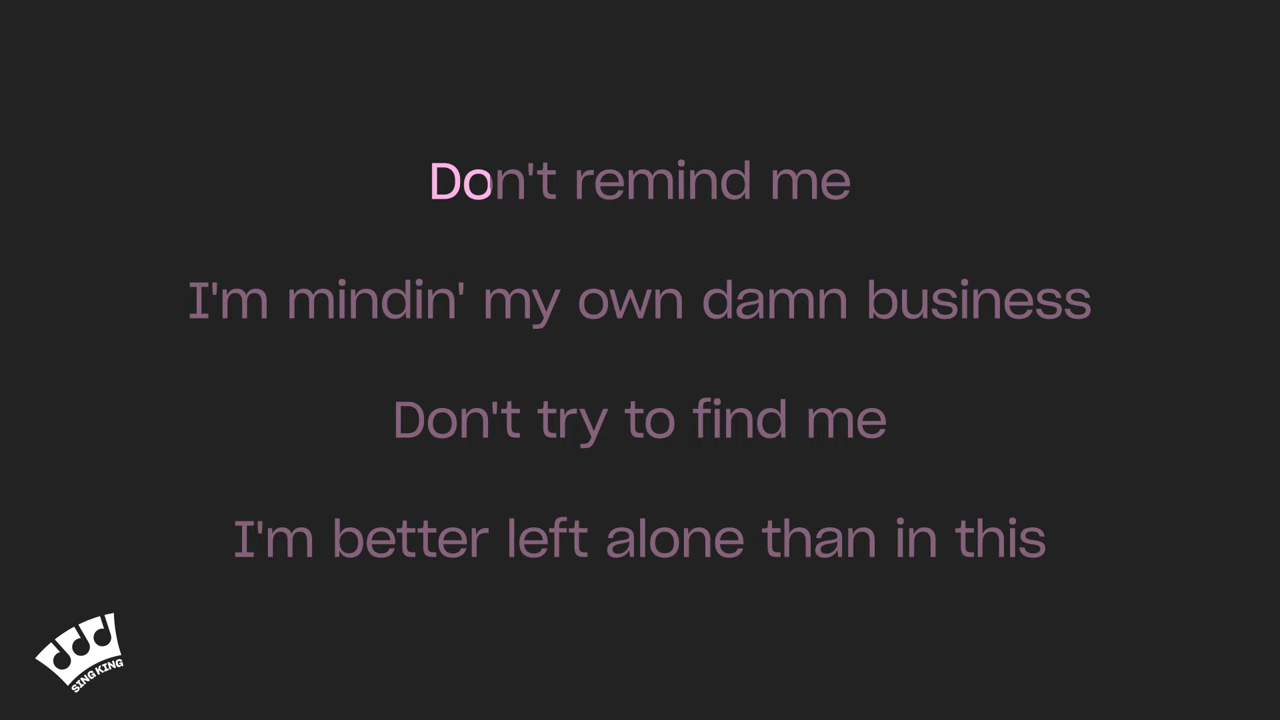 Don't remind me
I'm mindin' my own damn business
Don't try to find me
I'm better left alone than in this
SING KING